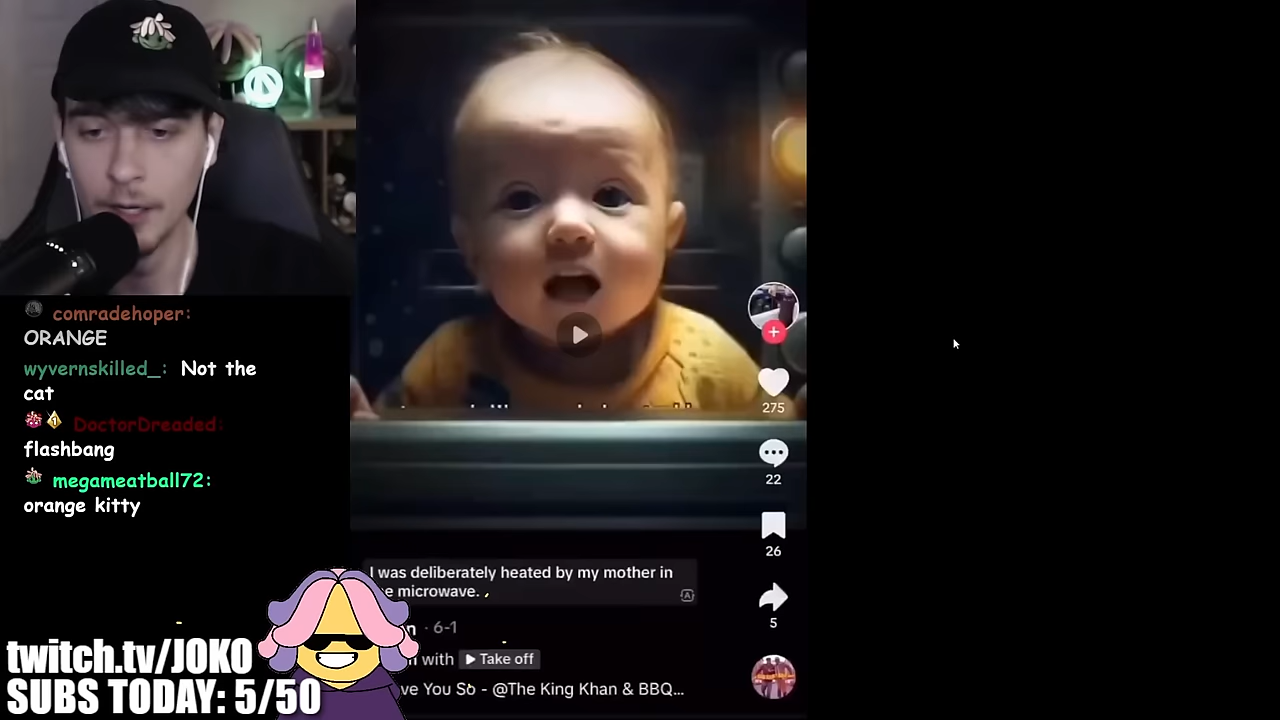 comradehoper:
ORANGE
wyvernskilled_: Not the
cat
DoctorDreaded:
flashbang
megameatball72:
orange kitty
twitch.tv/JOKO
SUBS TODAY: 5/50
275
22
26
5
I was deliberately heated by my mother in
microwave.
· 6-1
with Take off
You So - @The King Khan & BBQ...